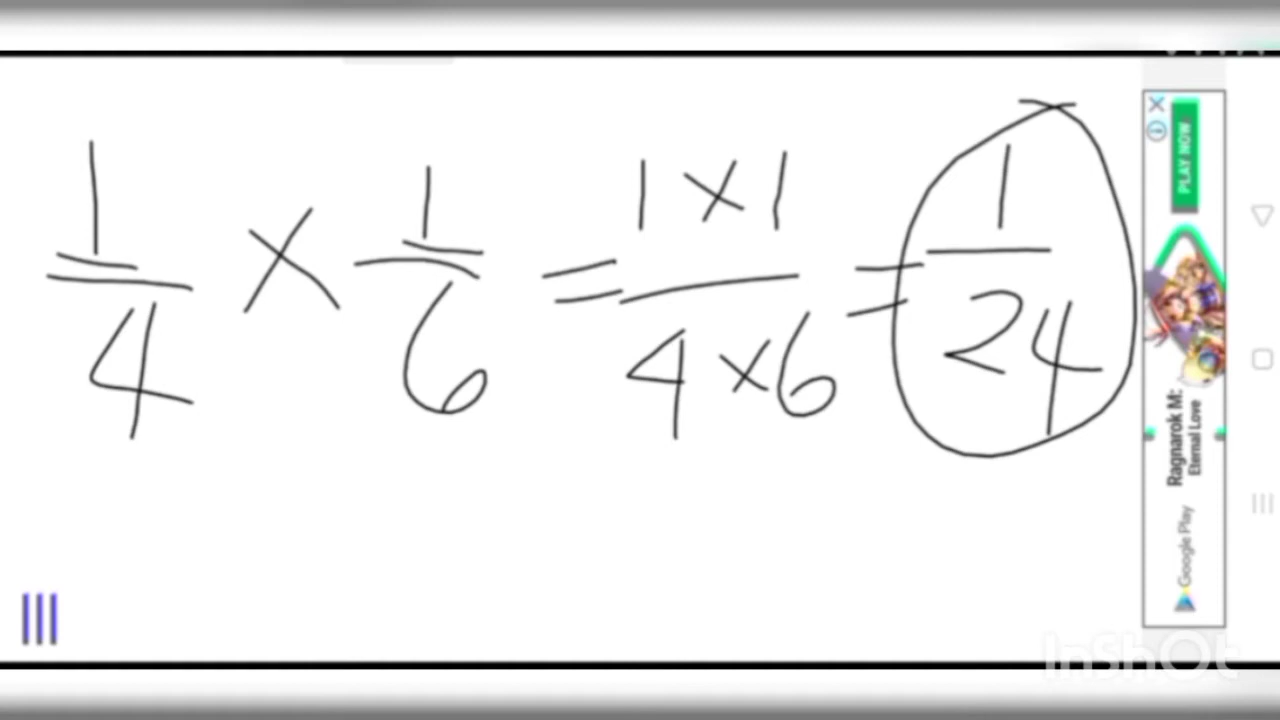 1/4 × 1/6 = 1×1/4×6 = 1/24
PLAY NOW
Ragnarok M:
Eternal Love
Google Play
InShOt